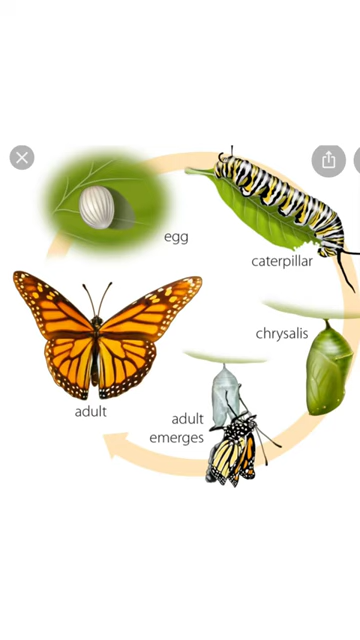 egg
caterpillar
chrysalis
adult
emerges
adult